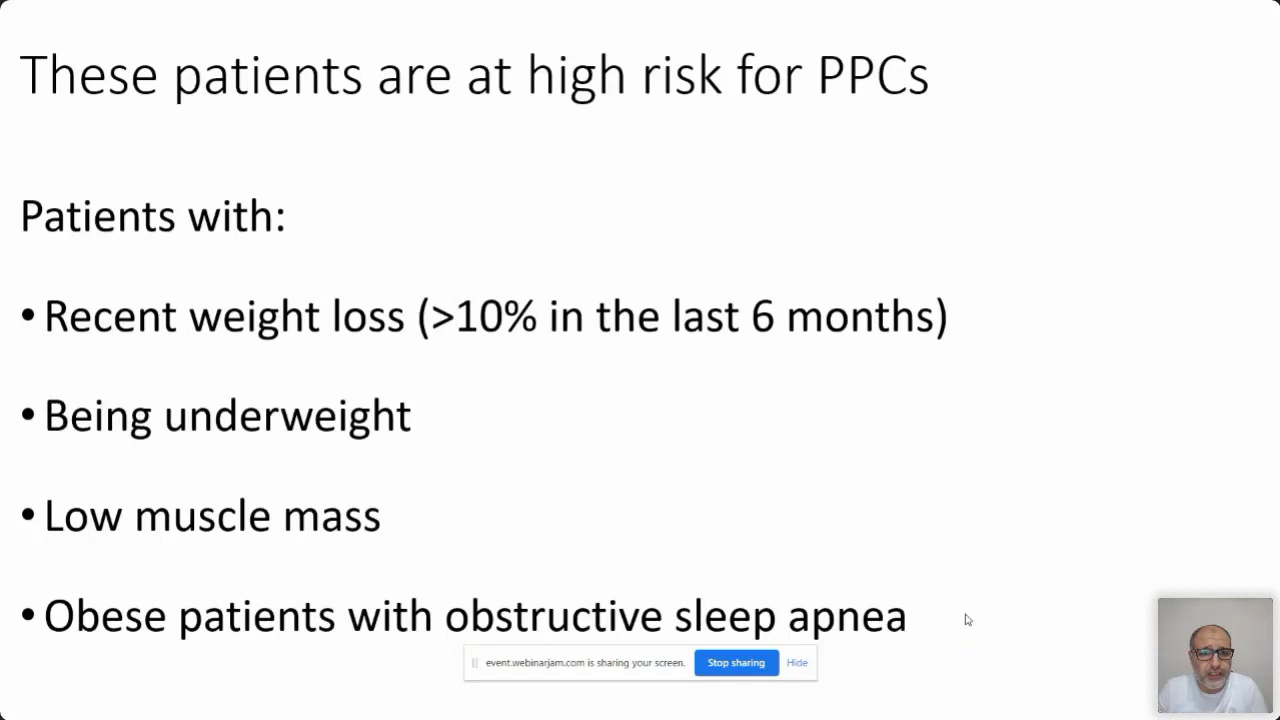 These patients are at high risk for PPCs
Patients with:
• Recent weight loss (>10% in the last 6 months)
• Being underweight
• Low muscle mass
• Obese patients with obstructive sleep apnea
event.webinarjam.com is sharing your screen. Stop sharing Hide